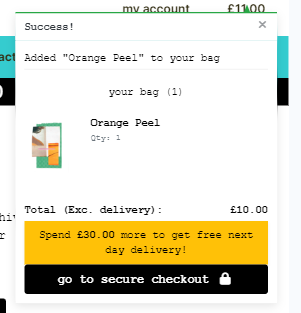 my account £11.00
Success! ×
Added "Orange Peel" to your bag
your bag (1)
Orange Peel
Qty: 1
Total (Exc. delivery): £10.00
Spend £30.00 more to get free next
day delivery!
go to secure checkout